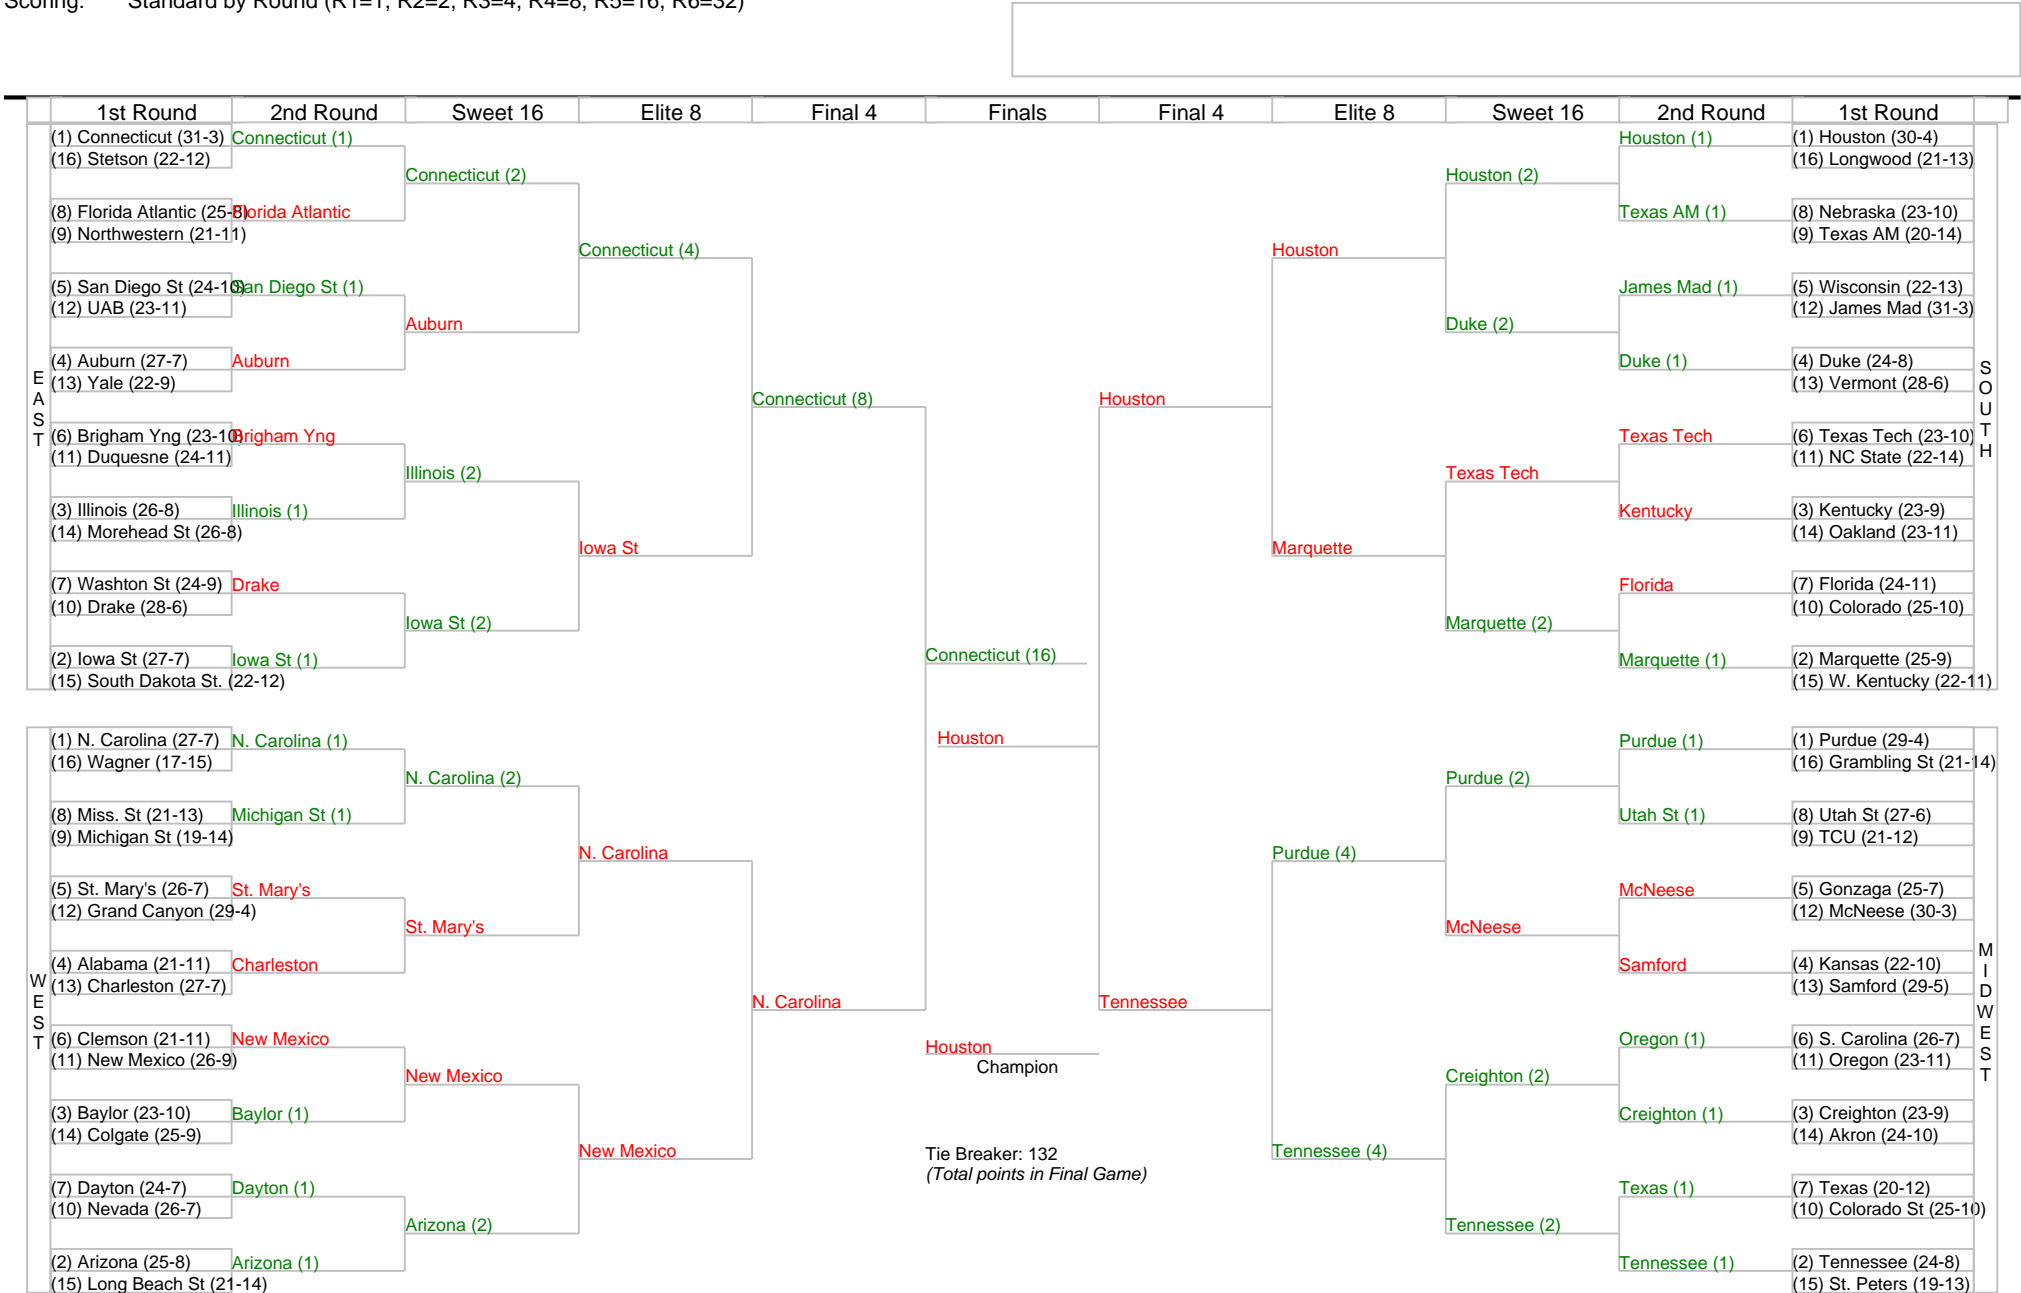 Scoring: Standard by Round (R1=1, R2=2, R3=4, R4=8, R5=16, R6=32)
1st Round 2nd Round Sweet 16 Elite 8 Final 4 Finals Final 4 Elite 8 Sweet 16 2nd Round 1st Round
EAST
(1) Connecticut (31-3)
(16) Stetson (22-12)
(8) Florida Atlantic (25-8)
(9) Northwestern (21-11)
(5) San Diego St (24-10)
(12) UAB (23-11)
(4) Auburn (27-7)
(13) Yale (22-9)
(6) Brigham Yng (23-10)
(11) Duquesne (24-11)
(3) Illinois (26-8)
(14) Morehead St (26-8)
(7) Washton St (24-9)
(10) Drake (28-6)
(2) Iowa St (27-7)
(15) South Dakota St. (22-12)
Connecticut (1)
Florida Atlantic
San Diego St (1)
Auburn
Brigham Yng
Illinois (1)
Drake
Iowa St (1)
Connecticut (2)
Auburn
Illinois (2)
Iowa St (2)
Connecticut (4)
Iowa St
Connecticut (8)
WEST
(1) N. Carolina (27-7)
(16) Wagner (17-15)
(8) Miss. St (21-13)
(9) Michigan St (19-14)
(5) St. Mary's (26-7)
(12) Grand Canyon (29-4)
(4) Alabama (21-11)
(13) Charleston (27-7)
(6) Clemson (21-11)
(11) New Mexico (26-9)
(3) Baylor (23-10)
(14) Colgate (25-9)
(7) Dayton (24-7)
(10) Nevada (26-7)
(2) Arizona (25-8)
(15) Long Beach St (21-14)
N. Carolina (1)
Michigan St (1)
St. Mary's
Charleston
New Mexico
Baylor (1)
Dayton (1)
Arizona (1)
N. Carolina (2)
St. Mary's
New Mexico
Arizona (2)
N. Carolina
New Mexico
N. Carolina
Connecticut (16)
Houston
Houston
Champion
Tie Breaker: 132
(Total points in Final Game)
Houston
Houston
Marquette
Houston (2)
Duke (2)
Texas Tech
Marquette (2)
Houston (1)
Texas AM (1)
James Mad (1)
Duke (1)
Texas Tech
Kentucky
Florida
Marquette (1)
(1) Houston (30-4)
(16) Longwood (21-13)
(8) Nebraska (23-10)
(9) Texas AM (20-14)
(5) Wisconsin (22-13)
(12) James Mad (31-3)
(4) Duke (24-8)
(13) Vermont (28-6)
(6) Texas Tech (23-10)
(11) NC State (22-14)
(3) Kentucky (23-9)
(14) Oakland (23-11)
(7) Florida (24-11)
(10) Colorado (25-10)
(2) Marquette (25-9)
(15) W. Kentucky (22-11)
SOUTH
Tennessee
Purdue (4)
Tennessee (4)
Purdue (2)
McNeese
Creighton (2)
Tennessee (2)
Purdue (1)
Utah St (1)
McNeese
Samford
Oregon (1)
Creighton (1)
Texas (1)
Tennessee (1)
(1) Purdue (29-4)
(16) Grambling St (21-14)
(8) Utah St (27-6)
(9) TCU (21-12)
(5) Gonzaga (25-7)
(12) McNeese (30-3)
(4) Kansas (22-10)
(13) Samford (29-5)
(6) S. Carolina (26-7)
(11) Oregon (23-11)
(3) Creighton (23-9)
(14) Akron (24-10)
(7) Texas (20-12)
(10) Colorado St (25-10)
(2) Tennessee (24-8)
(15) St. Peters (19-13)
MIDWEST